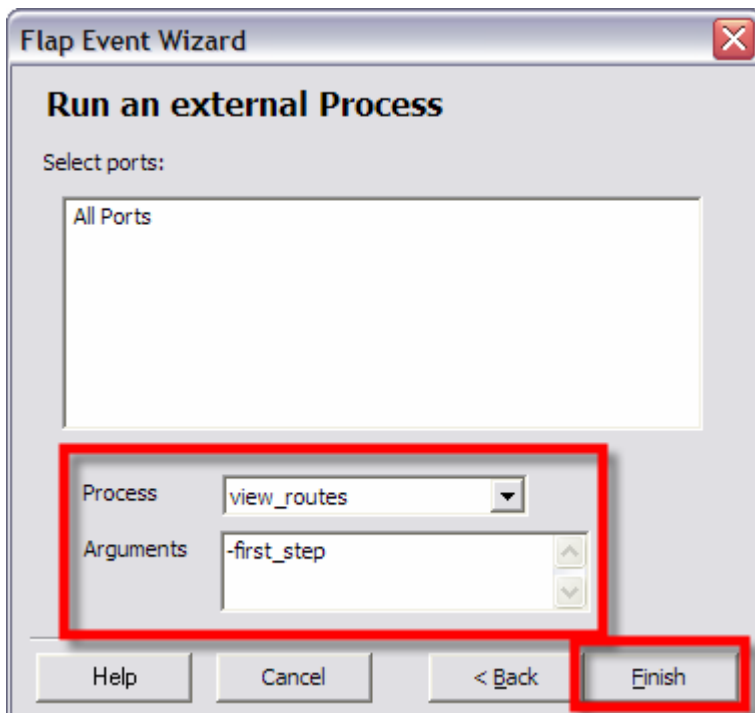 Flap Event Wizard
Run an external Process
Select ports:
All Ports
Process view_routes
Arguments -first_step
Help Cancel < Back Finish